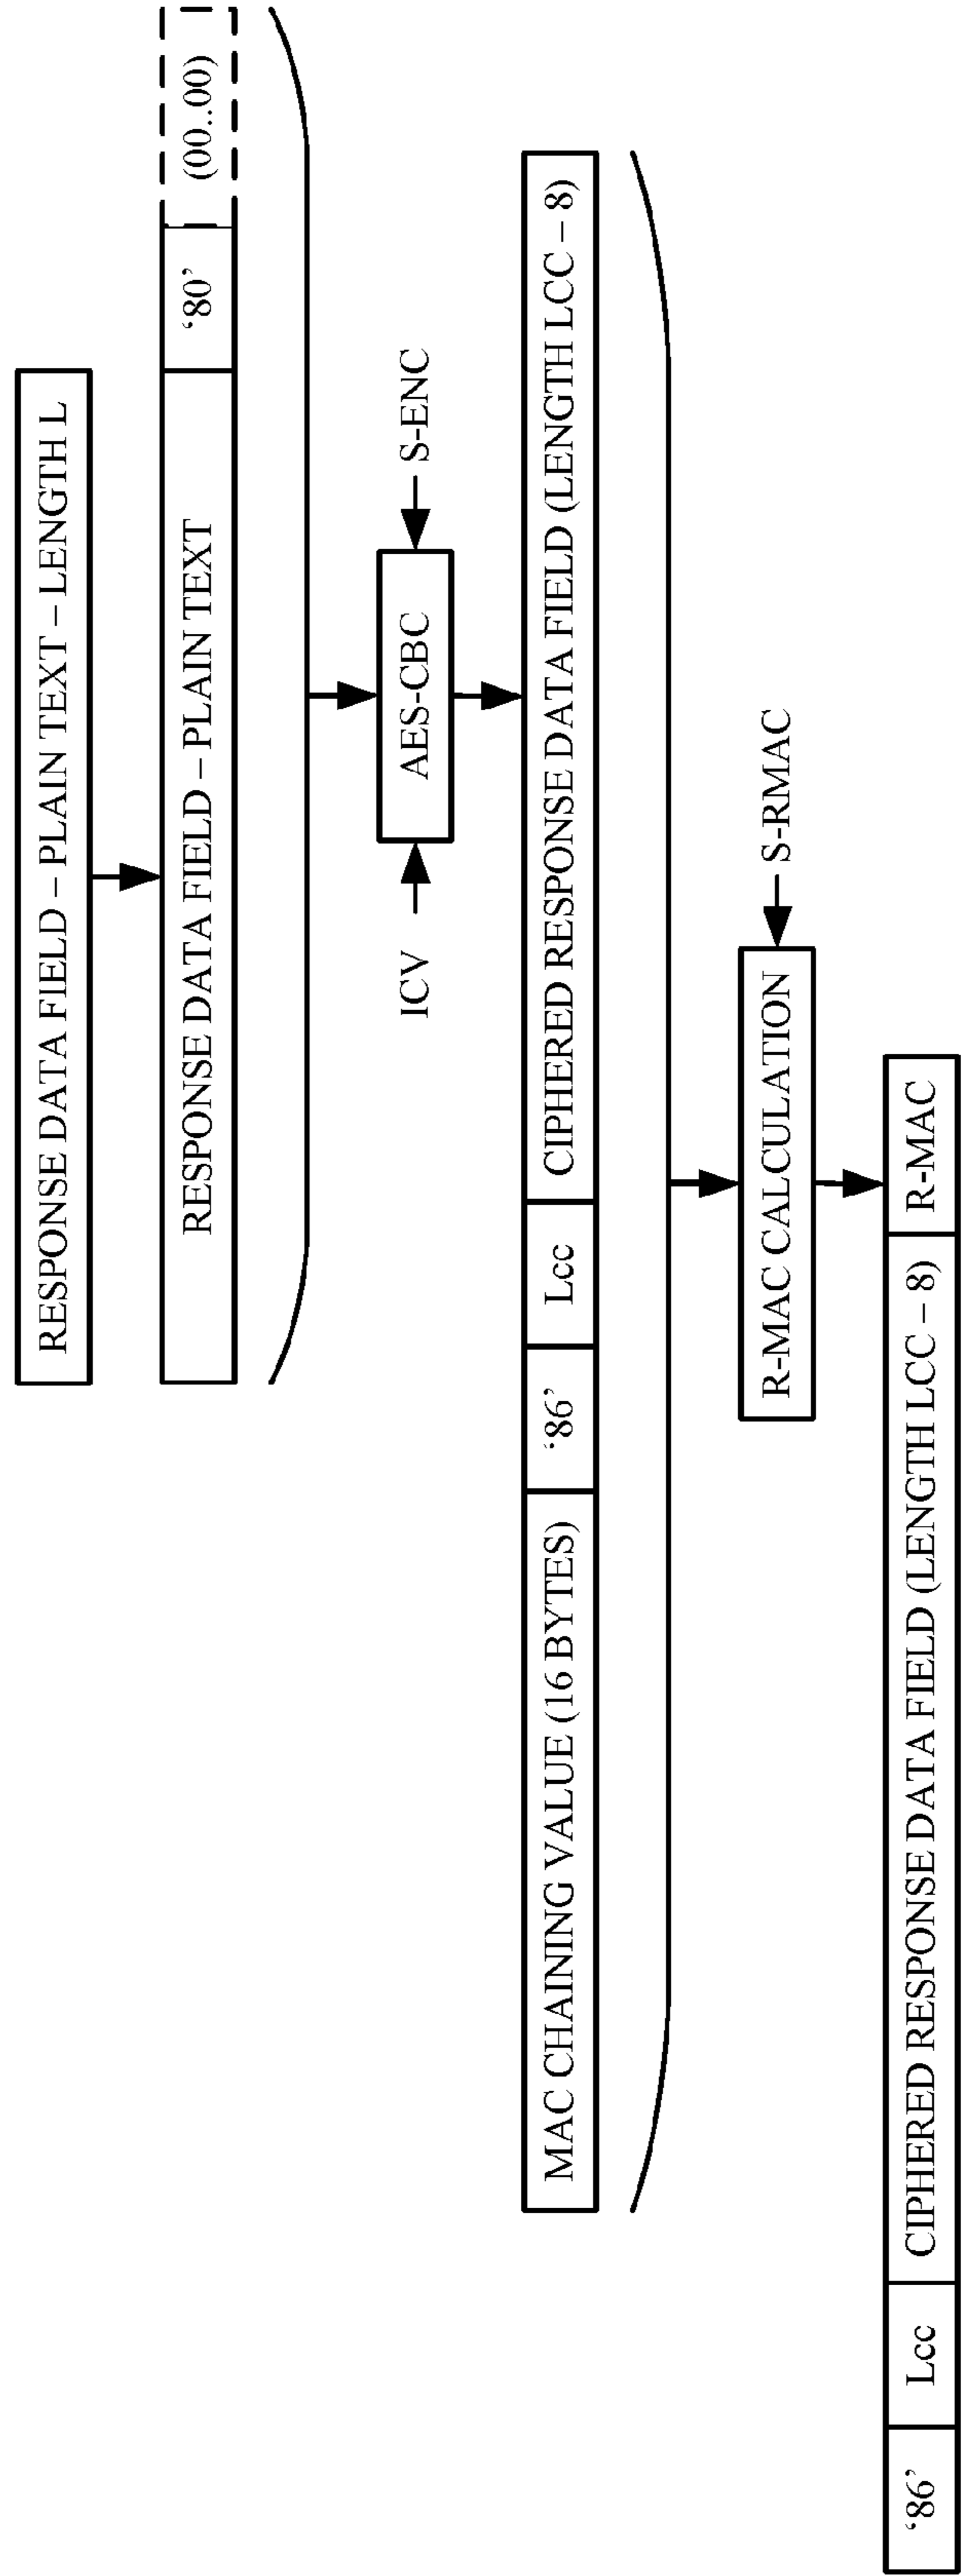 RESPONSE DATA FIELD – PLAIN TEXT – LENGTH L
RESPONSE DATA FIELD – PLAIN TEXT ‘80’ (00..00)
ICV AES-CBC S-ENC
MAC CHAINING VALUE (16 BYTES) ‘86’ Lcc CIPHERED RESPONSE DATA FIELD (LENGTH LCC – 8)
R-MAC CALCULATION S-RMAC
‘86’ Lcc CIPHERED RESPONSE DATA FIELD (LENGTH LCC – 8) R-MAC